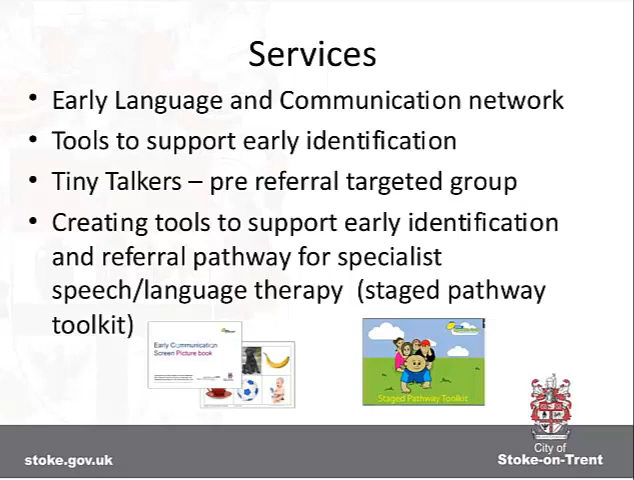 Services
• Early Language and Communication network
• Tools to support early identification
• Tiny Talkers – pre referral targeted group
• Creating tools to support early identification
and referral pathway for specialist
speech/language therapy (staged pathway
toolkit)
Early Communication
Screen Picture book
Staged Pathway Toolkit
stoke.gov.uk
City of
Stoke-on-Trent